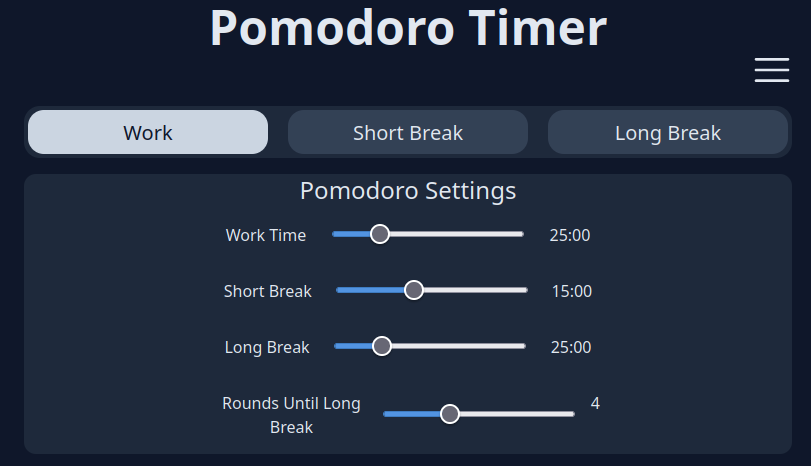 Pomodoro Timer
Work
Short Break
Long Break
Pomodoro Settings
Work Time 25:00
Short Break 15:00
Long Break 25:00
Rounds Until Long 4
Break